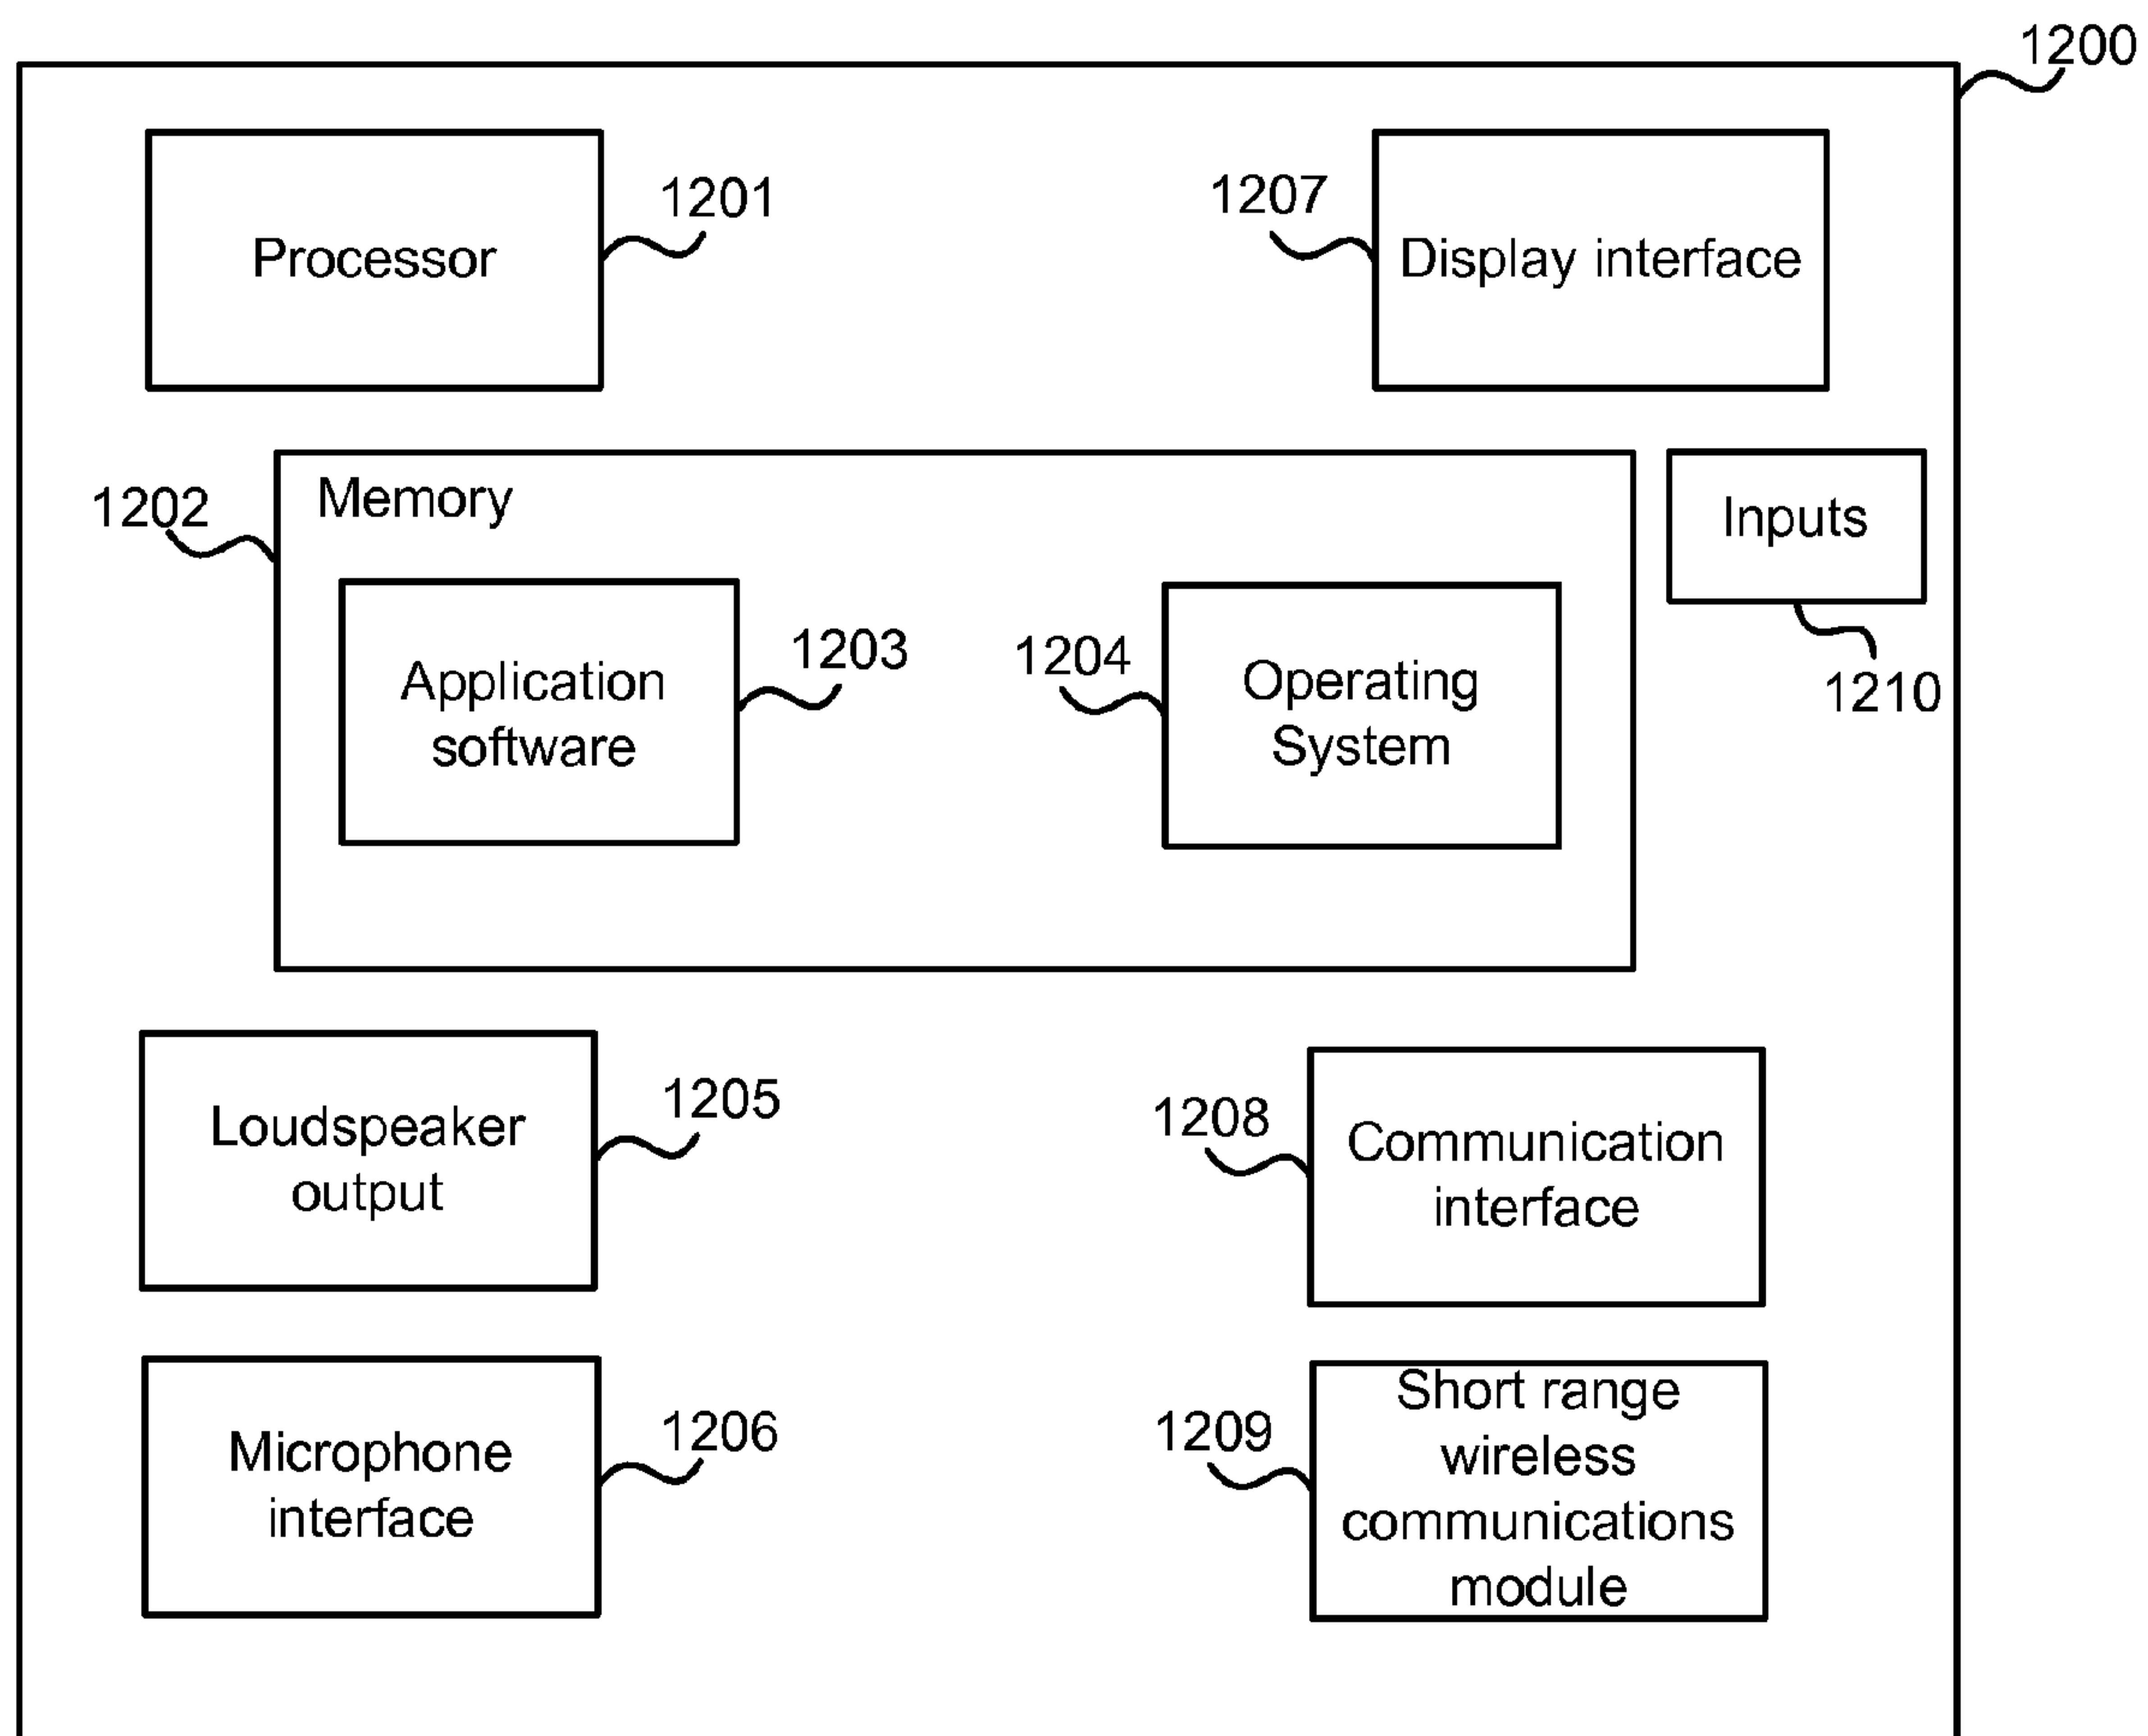 1200
Processor
1201
1207
Display interface
1202
Memory
Inputs
1210
Application
software
1203
1204
Operating
System
Loudspeaker
output
1205
1208
Communication
interface
Microphone
interface
1206
1209
Short range
wireless
communications
module